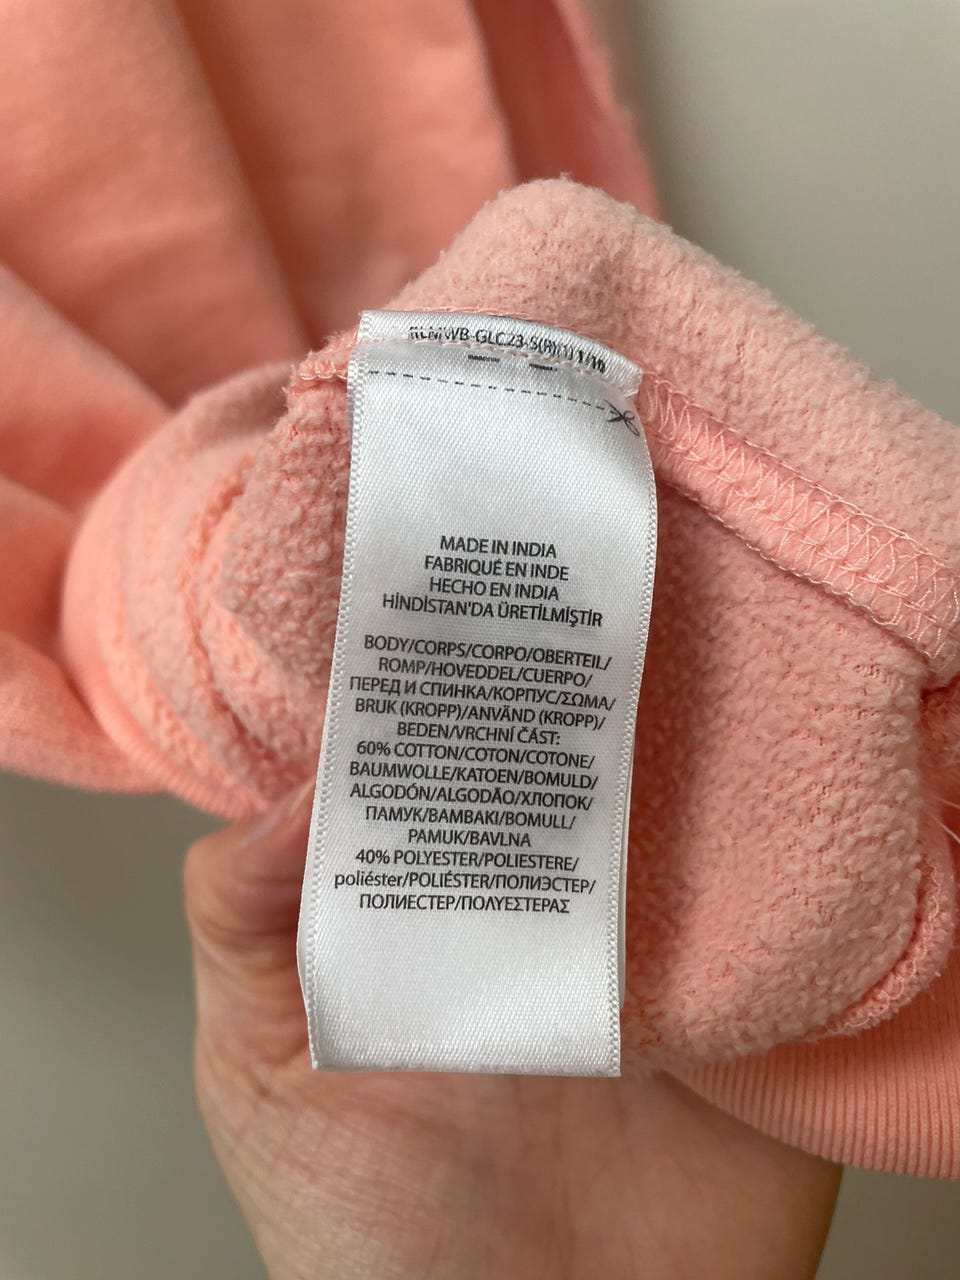 MADE IN INDIA
FABRIQUÉ EN INDE
HECHO EN INDIA
HİNDİSTAN'DA ÜRETİLMİŞTİR
BODY/CORPS/CORPO/OBERTEIL/
ROMP/HOVEDDEL/CUERPO/
ПЕРЕД И СПИНКА/КОРПУС/ΣΩΜΑ/
BRUK (KROPP)/ANVÄND (KROPP)/
BEDEN/VRCHNÍ ČÁST:
60% COTTON/COTON/COTONE/
BAUMWOLLE/KATOEN/BOMULD/
ALGODÓN/ALGODÃO/ХЛОПОК/
ПАМУК/ΒΑΜΒΑΚΙ/BOMULL/
PAMUK/BAVLNA
40% POLYESTER/POLIESTERE/
poliéster/POLIÉSTER/ПОЛИЭСТЕР/
ПОЛИЕСТЕР/ΠΟΛΥΕΣΤΕΡΑΣ